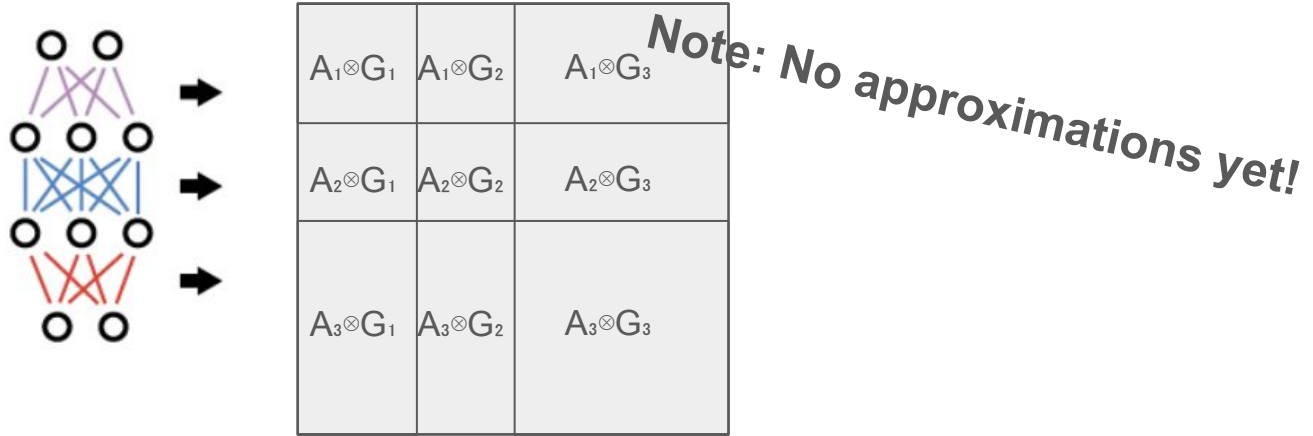 A₁⊗G₁ A₁⊗G₂ A₁⊗G₃
Note: No approximations yet!
A₂⊗G₁ A₂⊗G₂ A₂⊗G₃
A₃⊗G₁ A₃⊗G₂ A₃⊗G₃